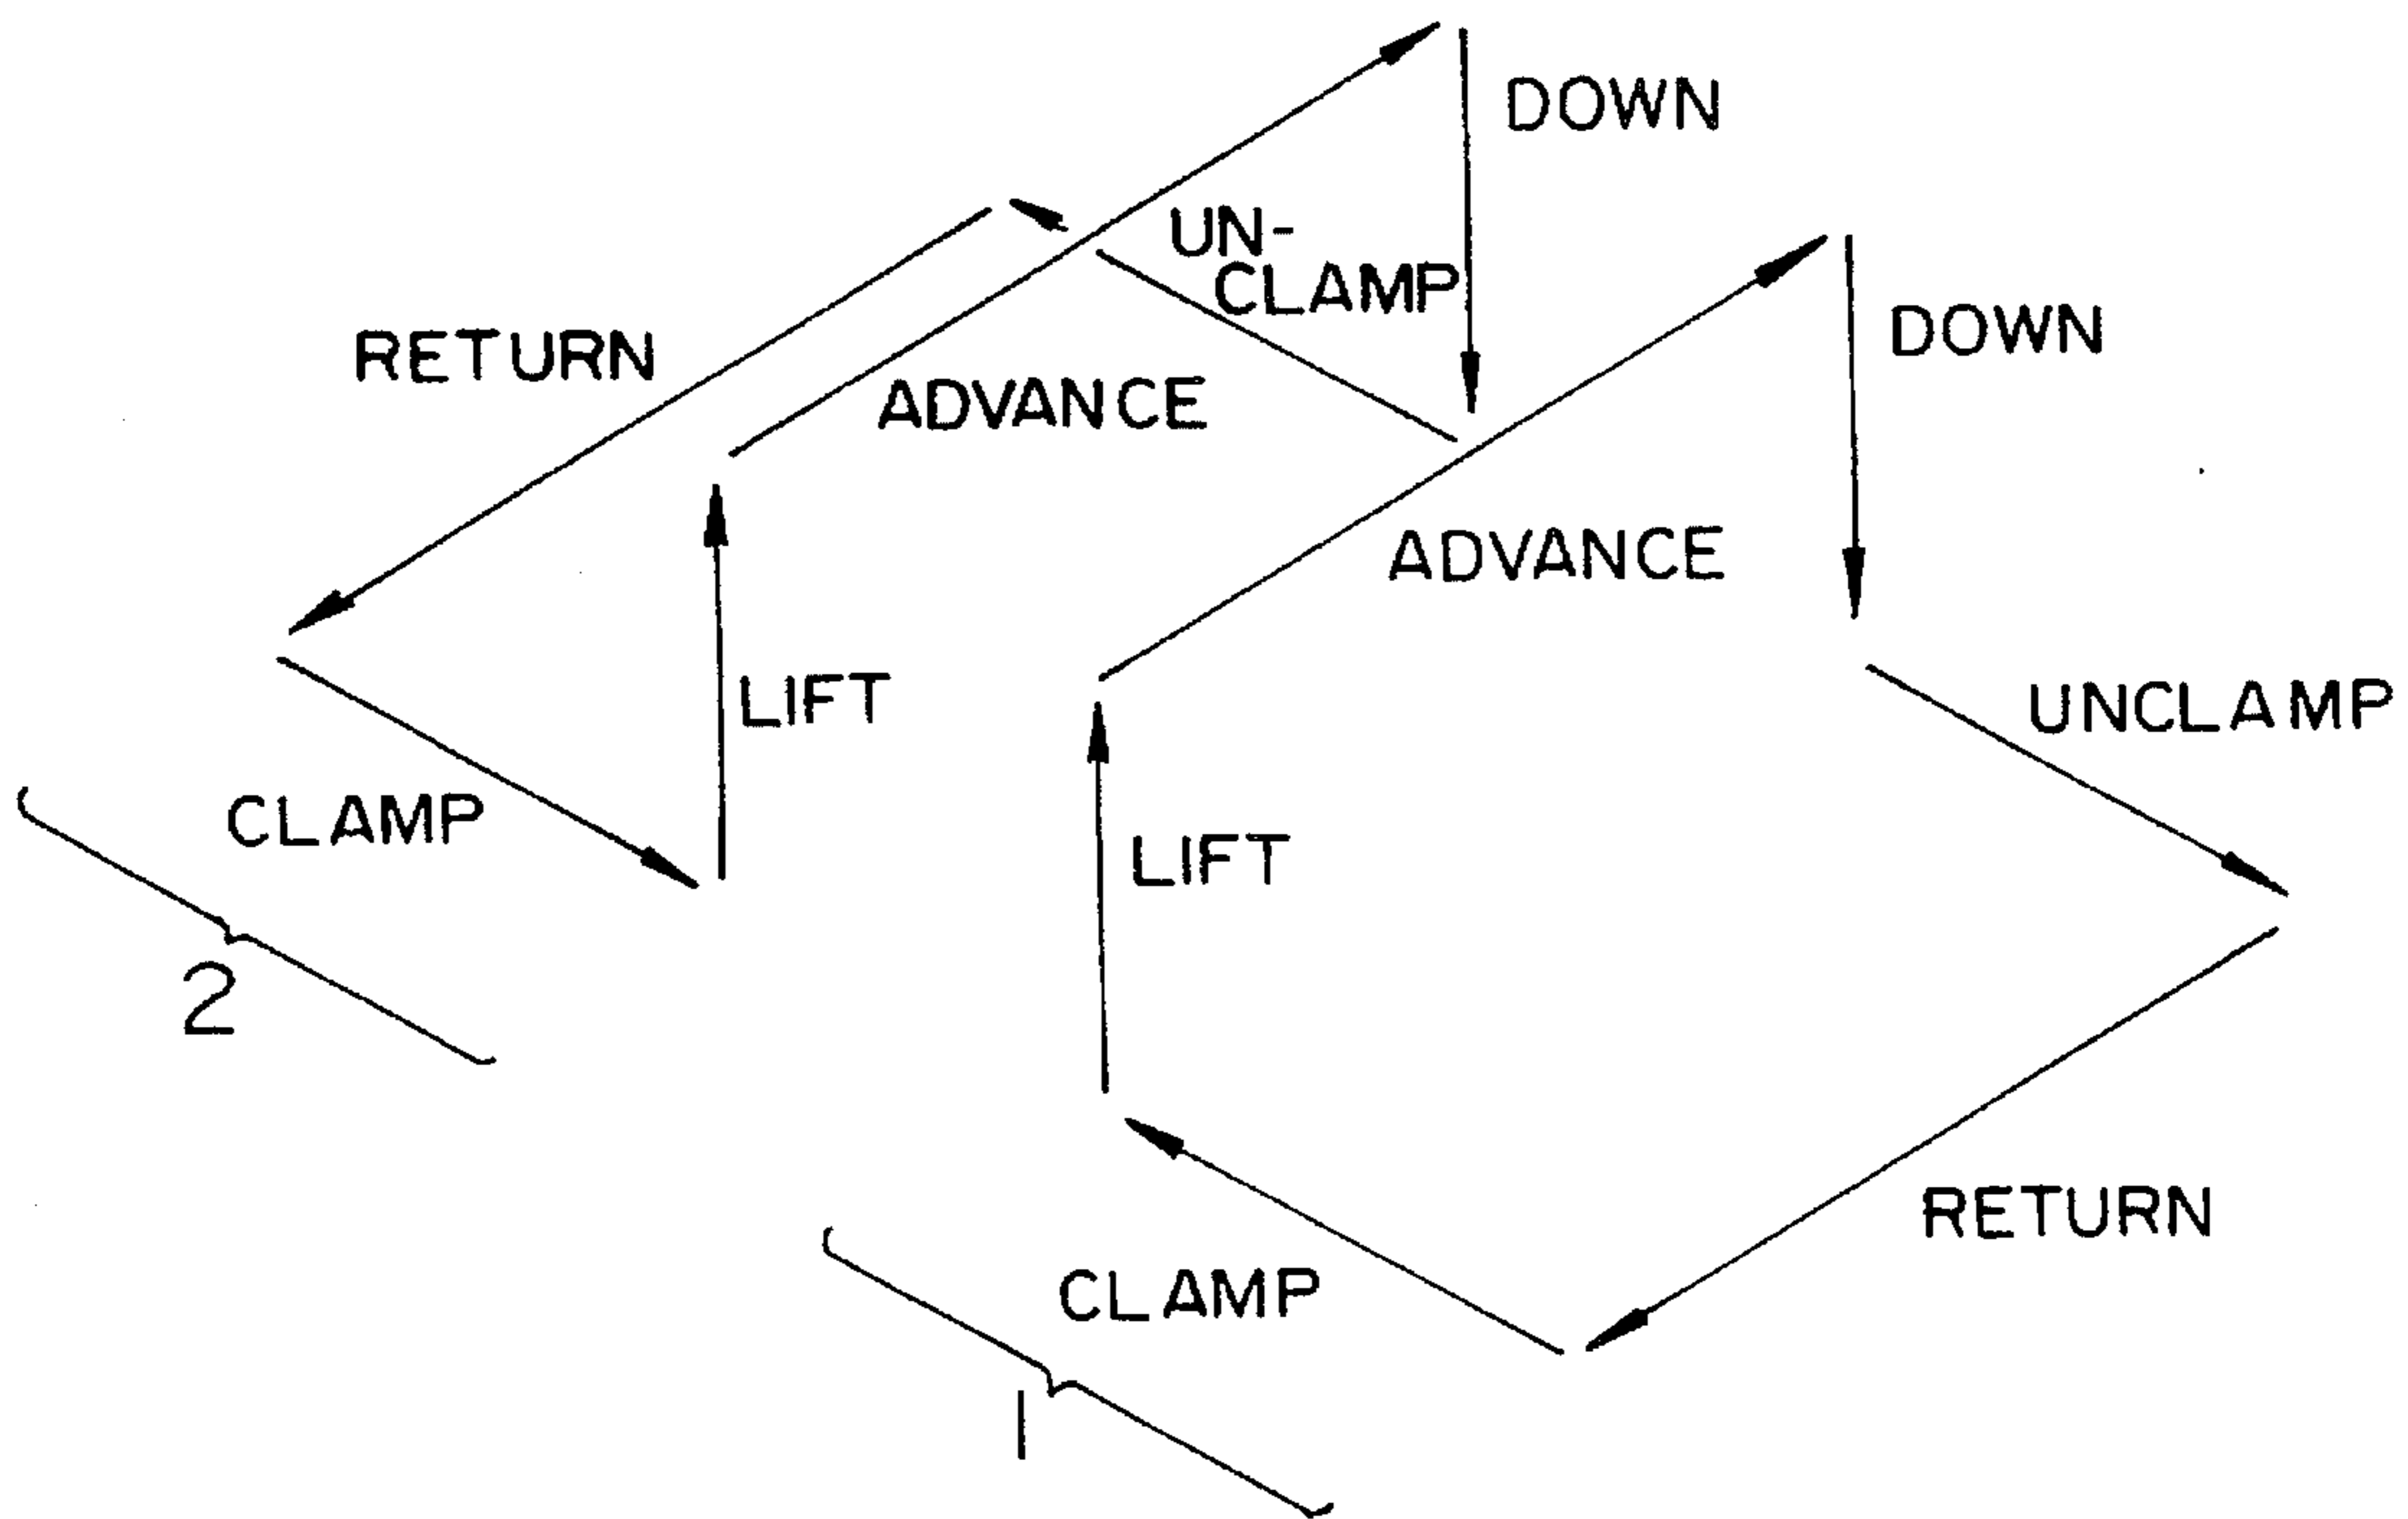 DOWN
UN-
CLAMP
DOWN
RETURN
ADVANCE
ADVANCE
LIFT
UNCLAMP
CLAMP
LIFT
2
RETURN
CLAMP
1